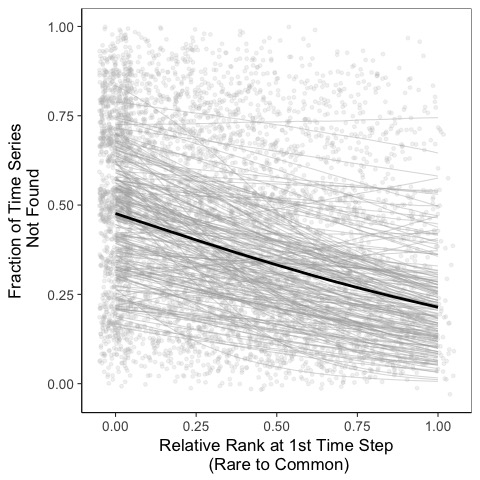 Fraction of Time Series
Not Found
1.00
0.75
0.50
0.25
0.00
0.00 0.25 0.50 0.75 1.00
Relative Rank at 1st Time Step
(Rare to Common)